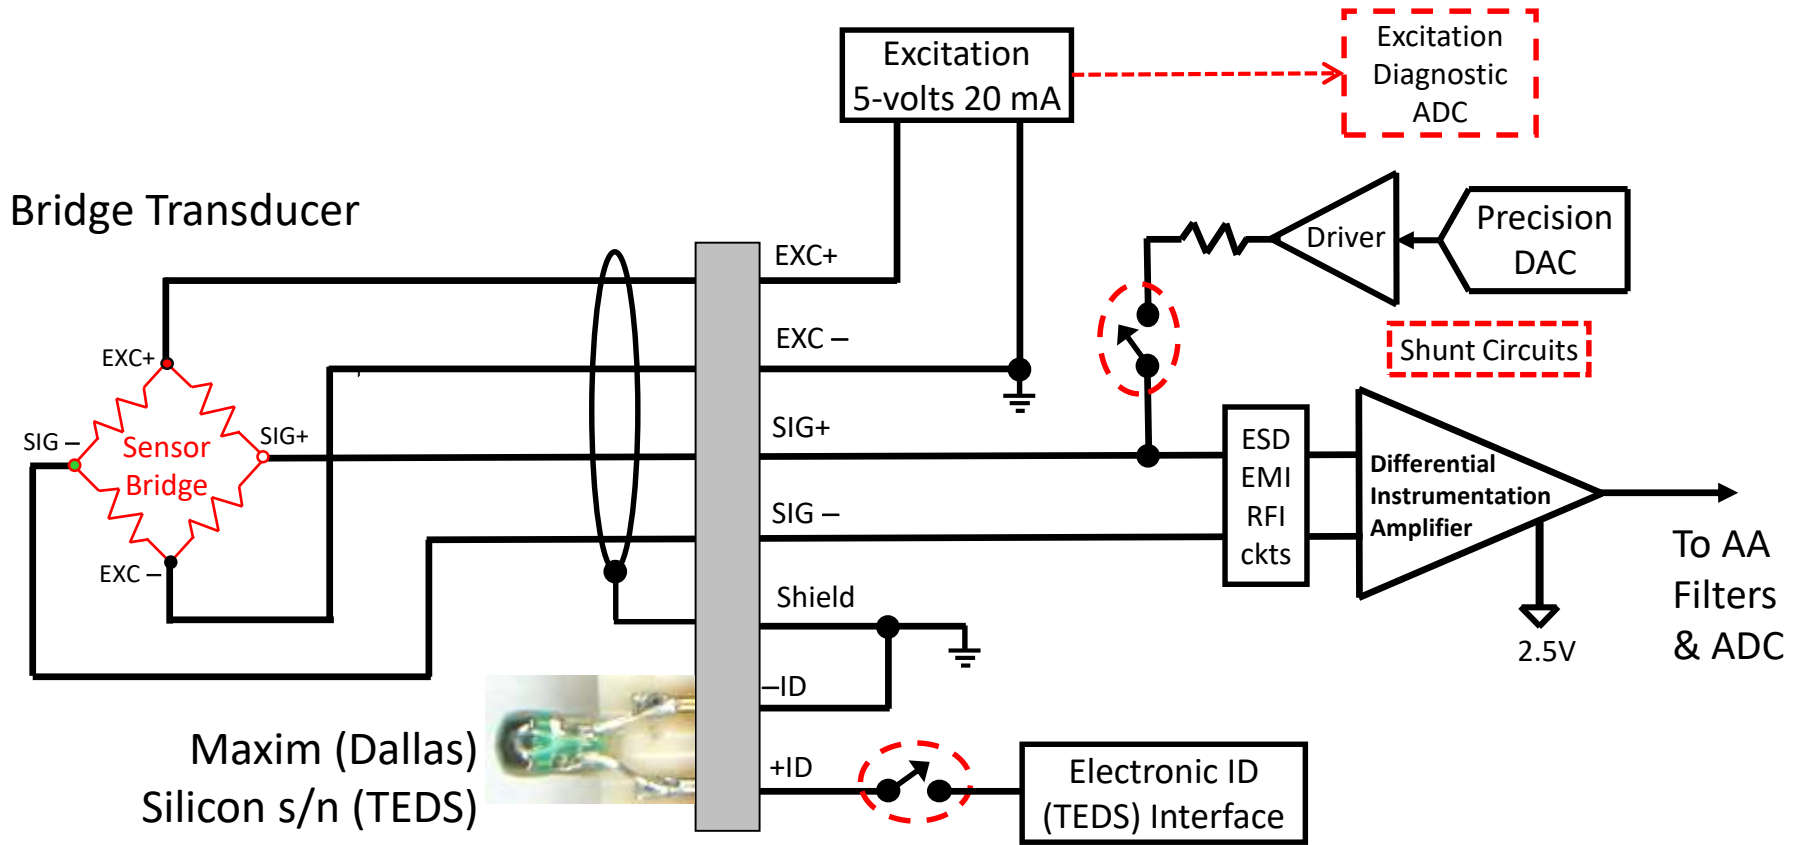 Excitation
5-volts 20 mA
Excitation
Diagnostic
ADC
Bridge Transducer
Driver
Precision
DAC
Shunt Circuits
EXC+
EXC –
SIG+
SIG –
Shield
–ID
+ID
EXC+
SIG –
SIG+
EXC –
Sensor
Bridge
ESD
EMI
RFI
ckts
Differential
Instrumentation
Amplifier
2.5V
To AA
Filters
& ADC
Maxim (Dallas)
Silicon s/n (TEDS)
Electronic ID
(TEDS) Interface